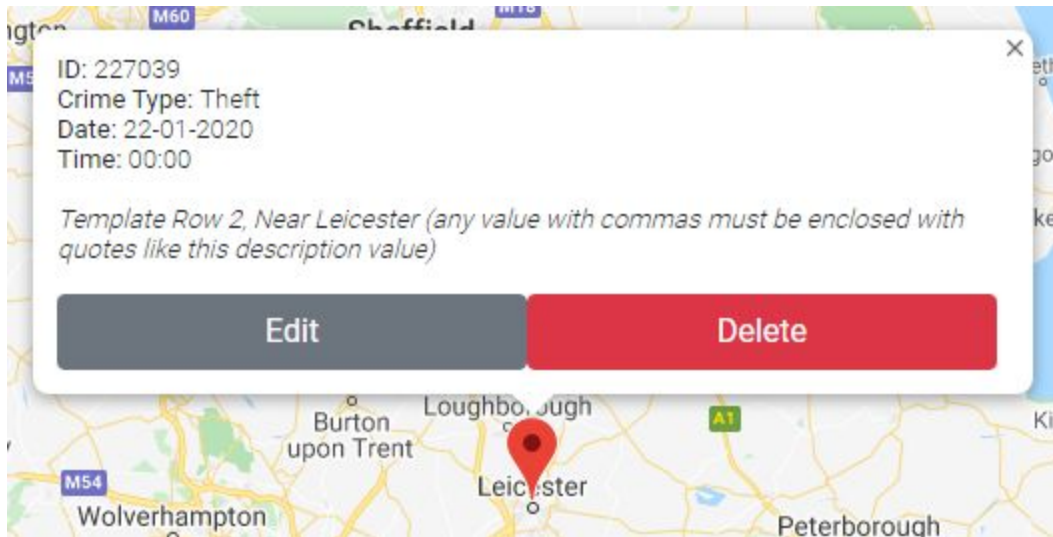 M60
ID: 227039
Crime Type: Theft
Date: 22-01-2020
Time: 00:00
Template Row 2, Near Leicester (any value with commas must be enclosed with
quotes like this description value)
Edit
Delete
Burton
upon Trent
A1
M54
Leicester
Wolverhampton
Peterborough